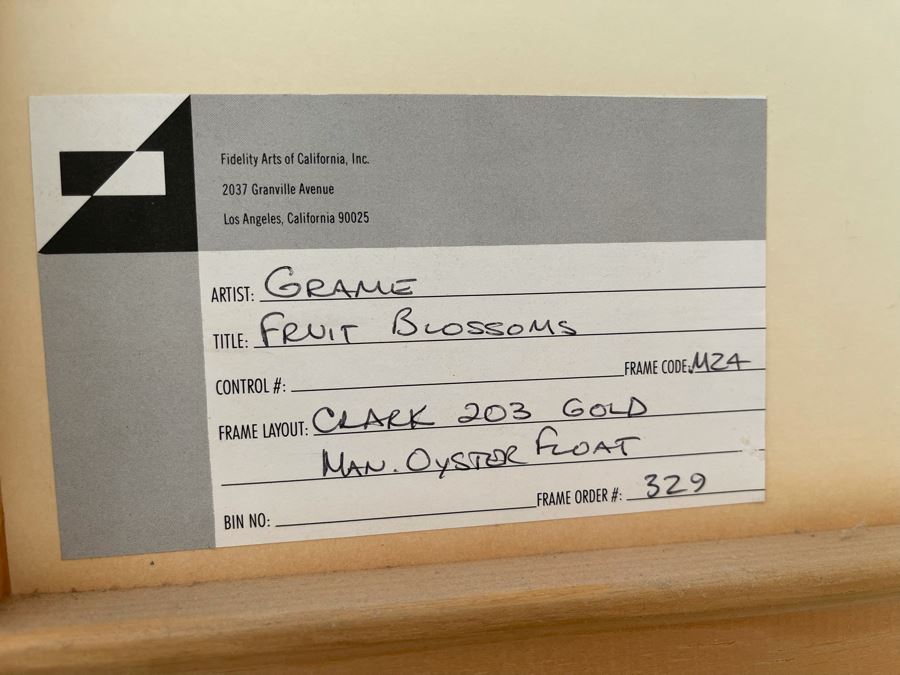 Fidelity Arts of California, Inc.
2037 Granville Avenue
Los Angeles, California 90025
ARTIST: GRAME
TITLE: FRUIT BLOSSOMS
CONTROL #: FRAME CODE: MZA
FRAME LAYOUT: CLARK 203 GOLD
MAN. OYSTER FLOAT
BIN NO: FRAME ORDER #: 329